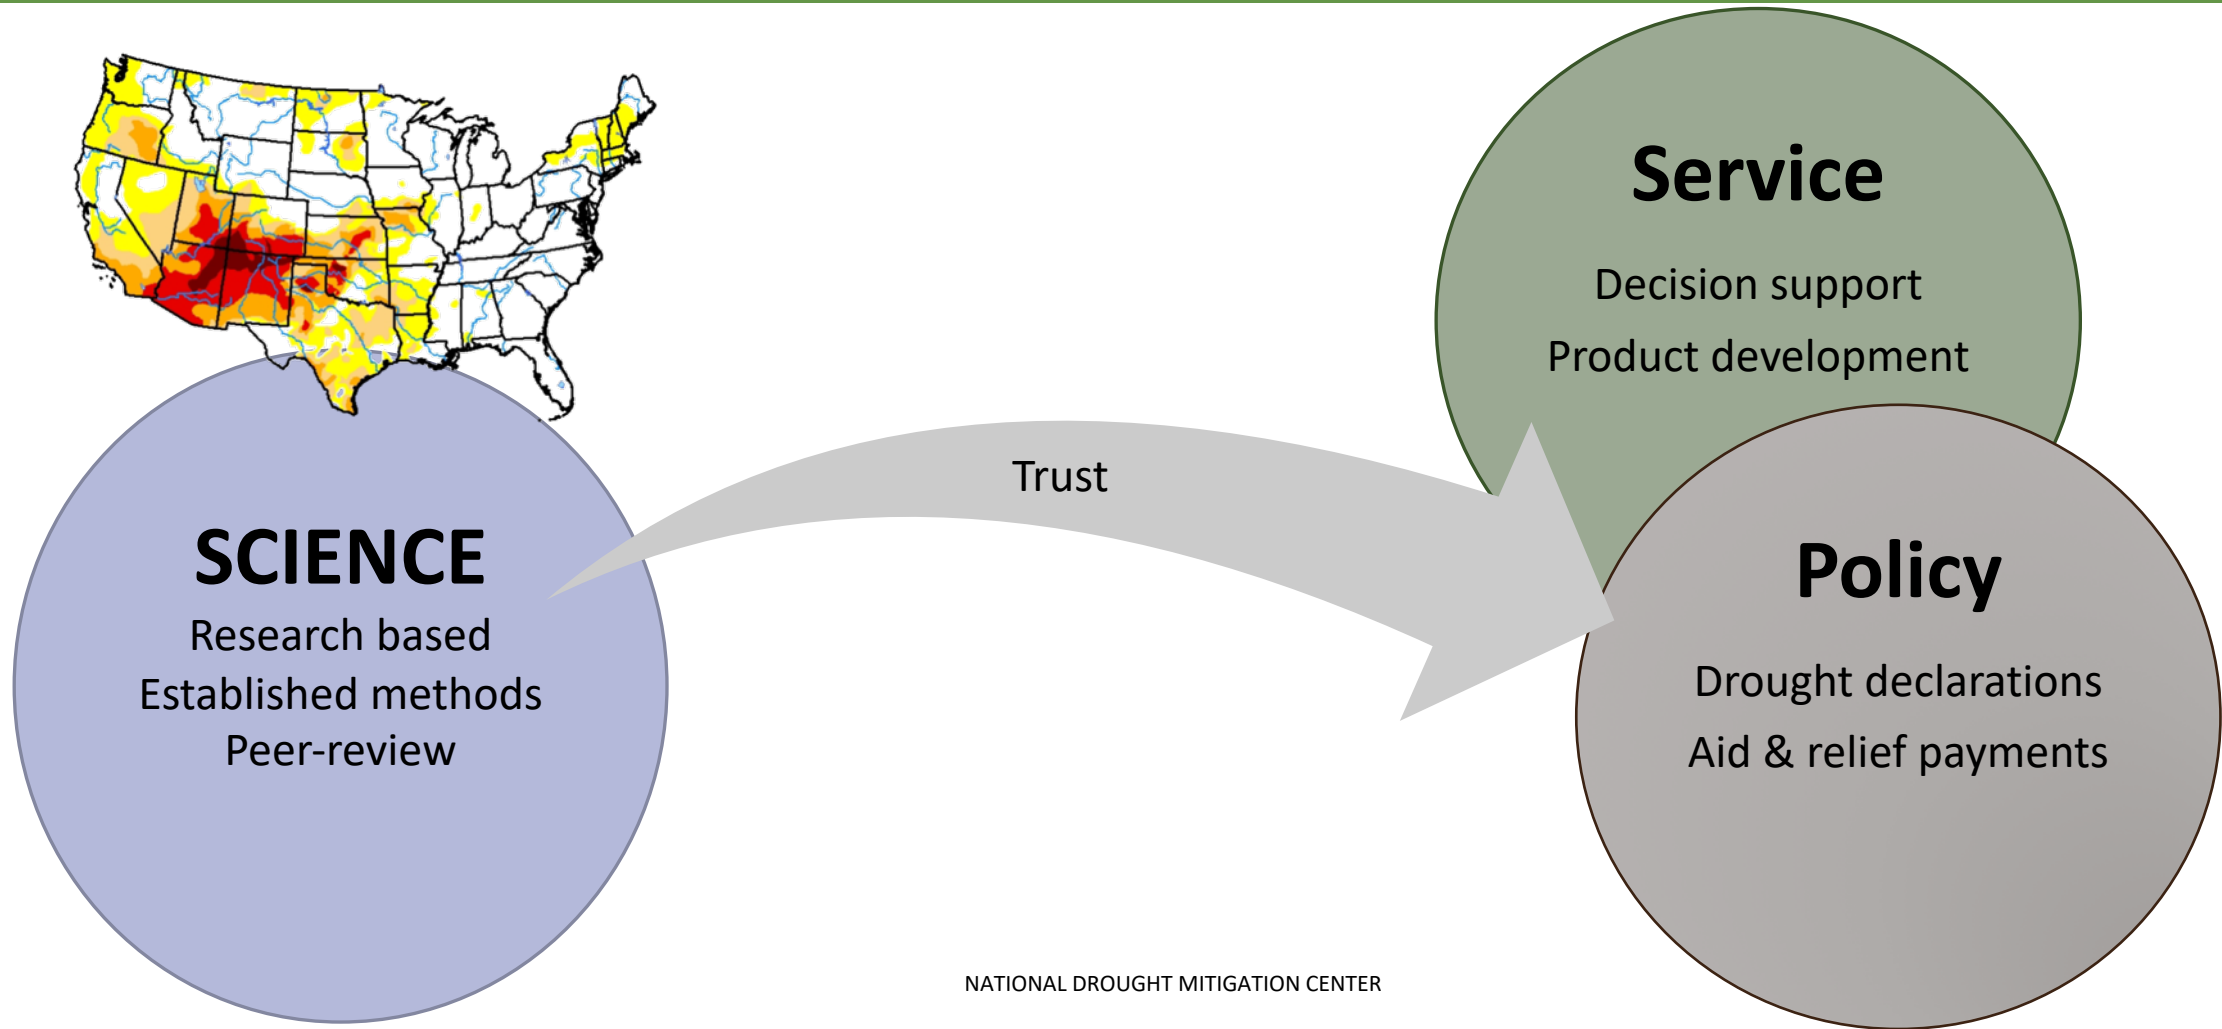 SCIENCE
Research based
Established methods
Peer-review
Trust
Service
Decision support
Product development
Policy
Drought declarations
Aid & relief payments
NATIONAL DROUGHT MITIGATION CENTER